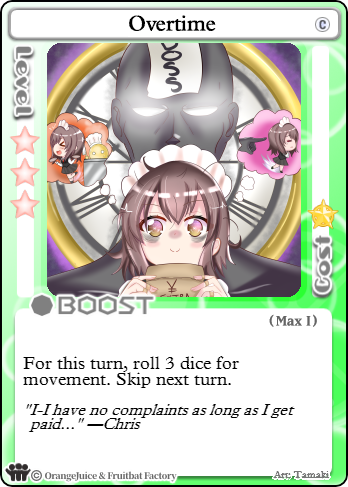 Overtime
©
Level
¥
Cost
BOOST
(Max 1)
For this turn, roll 3 dice for
movement. Skip next turn.
"I-I have no complaints as long as I get
paid..." —Chris
© OrangeJuice & Fruitbat Factory
Art: Tamaki